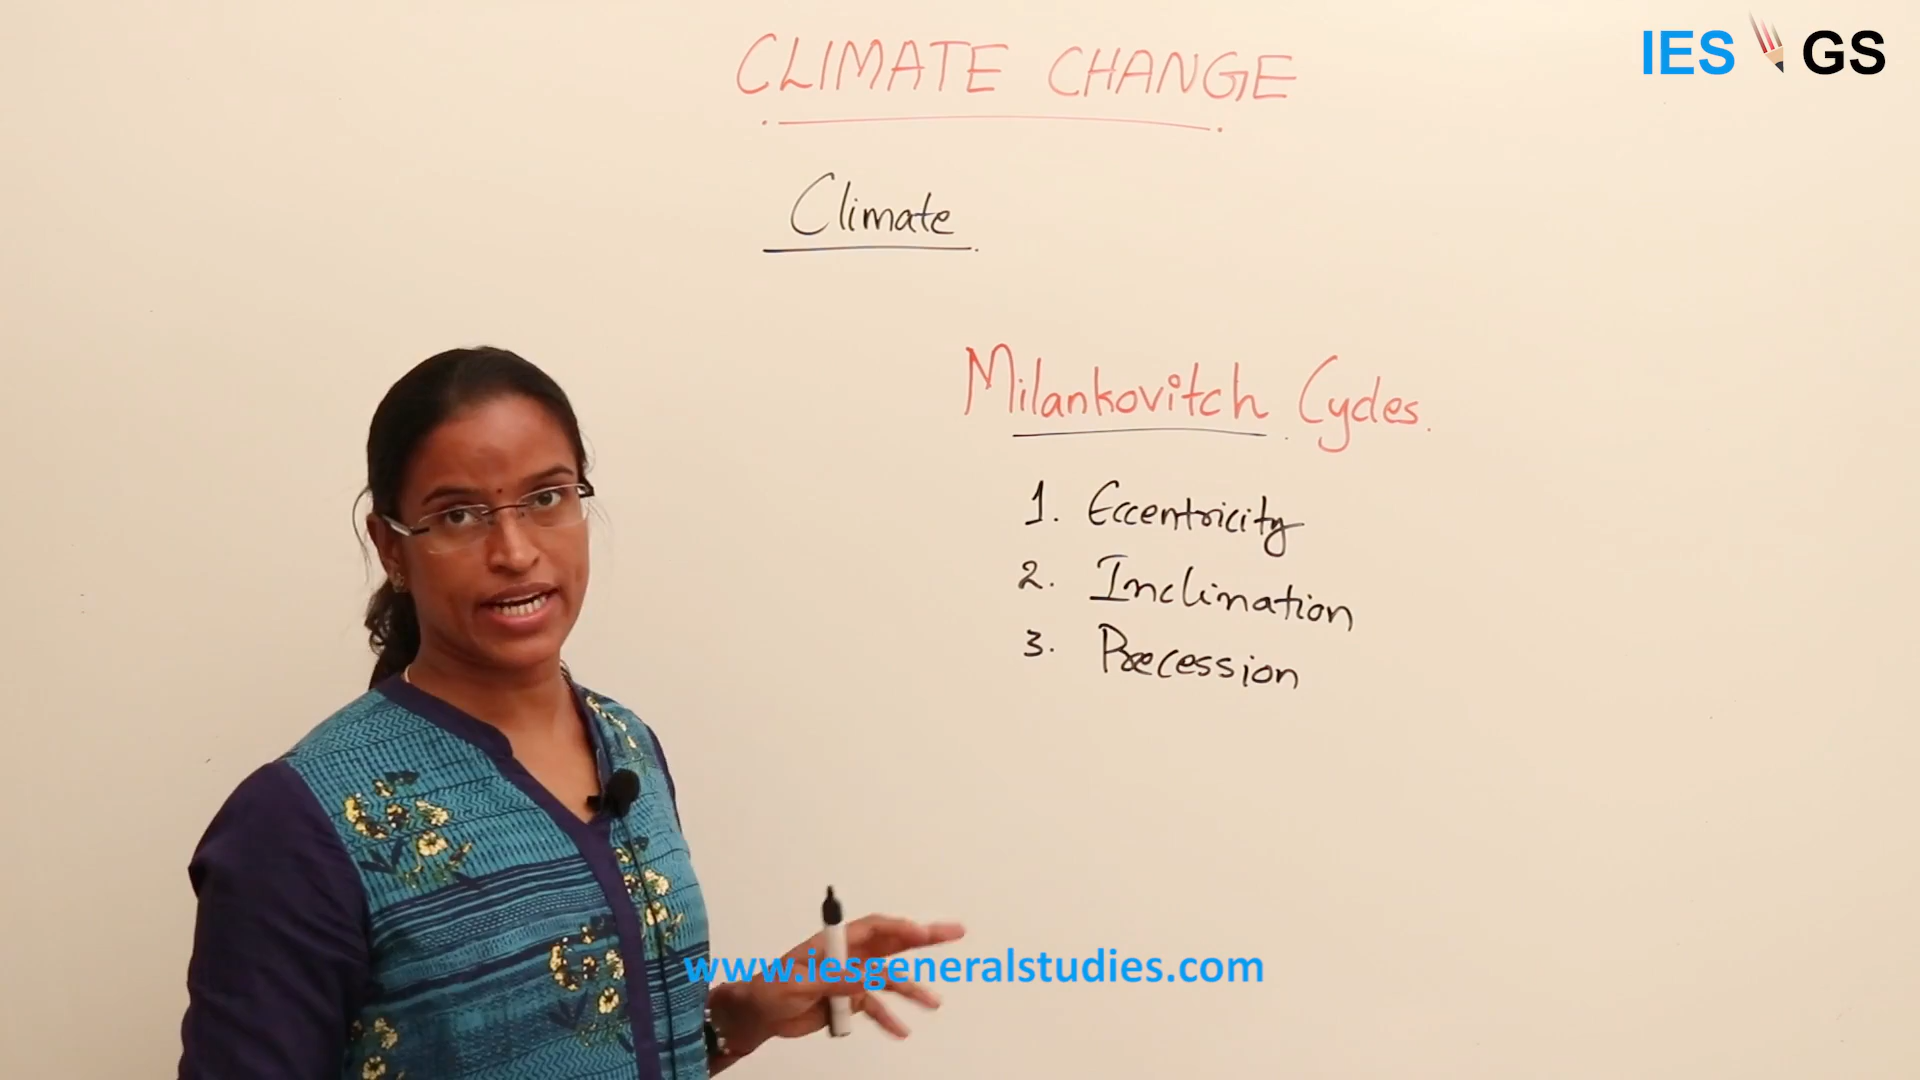 CLIMATE CHANGE
IES GS
Climate
Milankovitch Cycles.
1. Eccentricity
2. Inclination
3. Precession
www.iesgeneralstudies.com